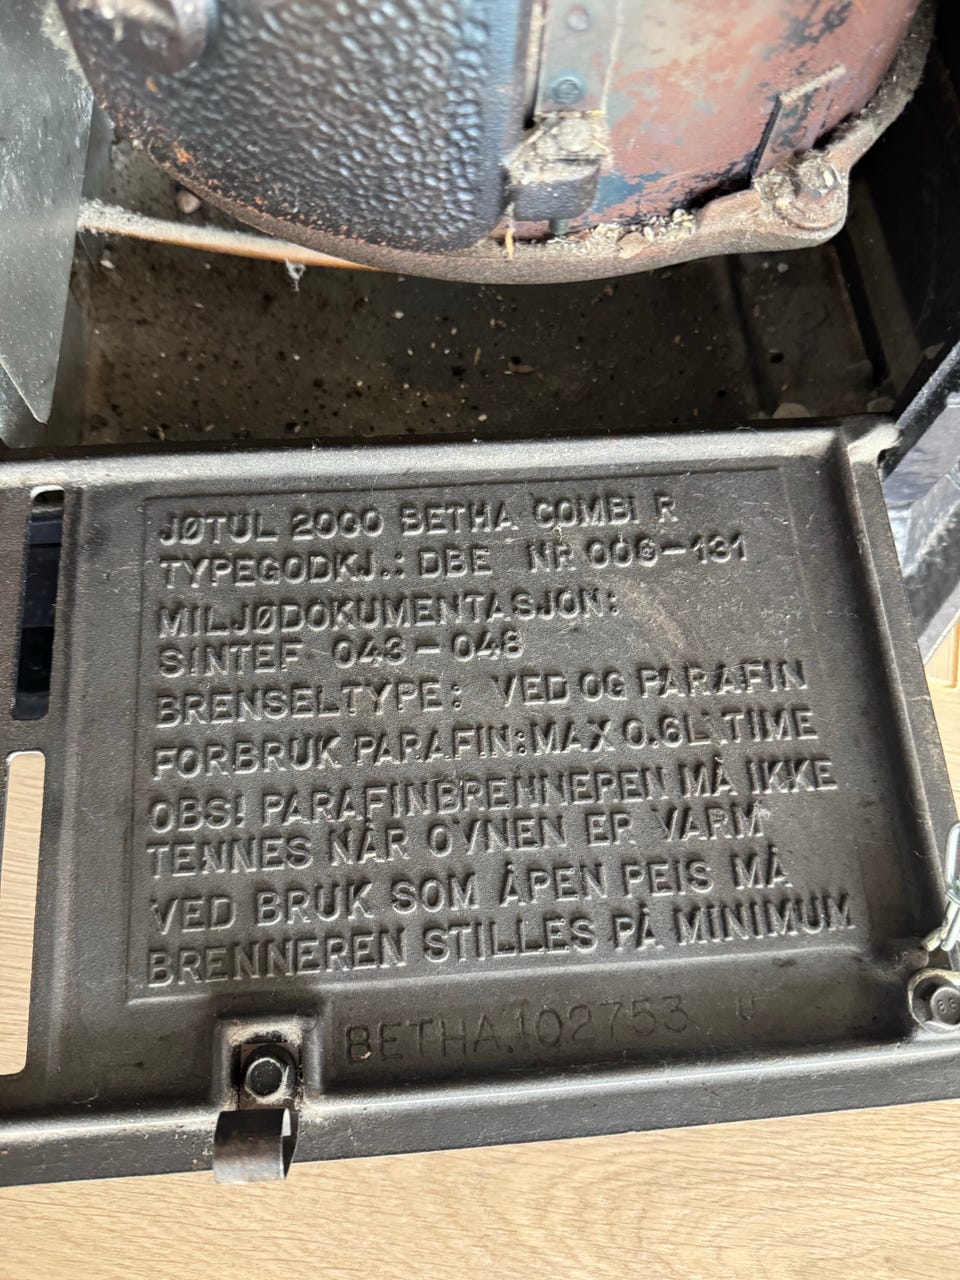 JØTUL 2000 BETHA COMBI R
TYPEGODKJ.: DBE NR 006-131
MILJØDOKUMENTASJON:
SINTEF 043-048
BRENSELTYPE: VED OG PARAFIN
FORBRUK PARAFIN: MAX 0.6L/TIME
OBS! PARAFINBRENNEREN MÅ IKKE
TENNES NÅR OVNEN ER VARM
VED BRUK SOM ÅPEN PEIS MÅ
BRENNEREN STILLES PÅ MINIMUM
BETHA.102753
8.8